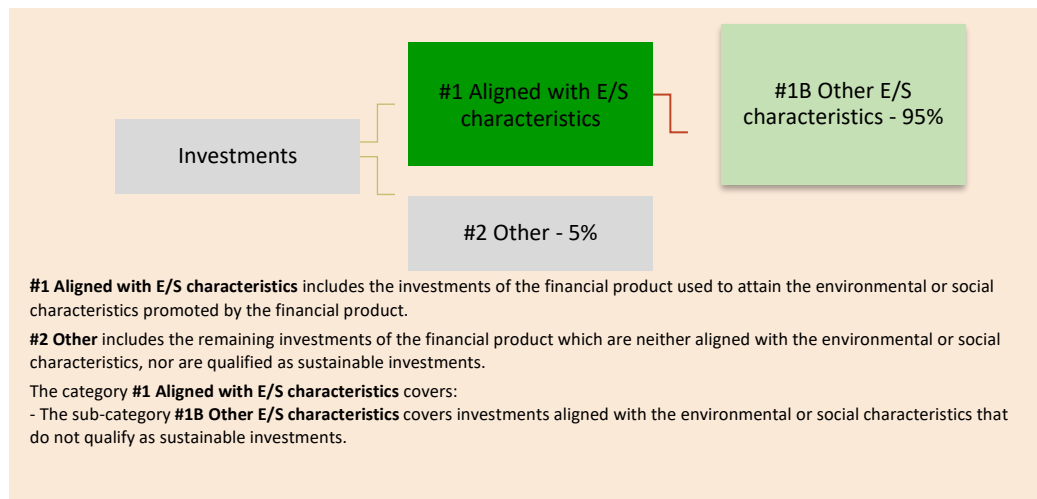 #1 Aligned with E/S
characteristics
#1B Other E/S
characteristics - 95%
Investments
#2 Other - 5%
#1 Aligned with E/S characteristics includes the investments of the financial product used to attain the environmental or social
characteristics promoted by the financial product.
#2 Other includes the remaining investments of the financial product which are neither aligned with the environmental or social
characteristics, nor are qualified as sustainable investments.
The category #1 Aligned with E/S characteristics covers:
- The sub-category #1B Other E/S characteristics covers investments aligned with the environmental or social characteristics that
do not qualify as sustainable investments.